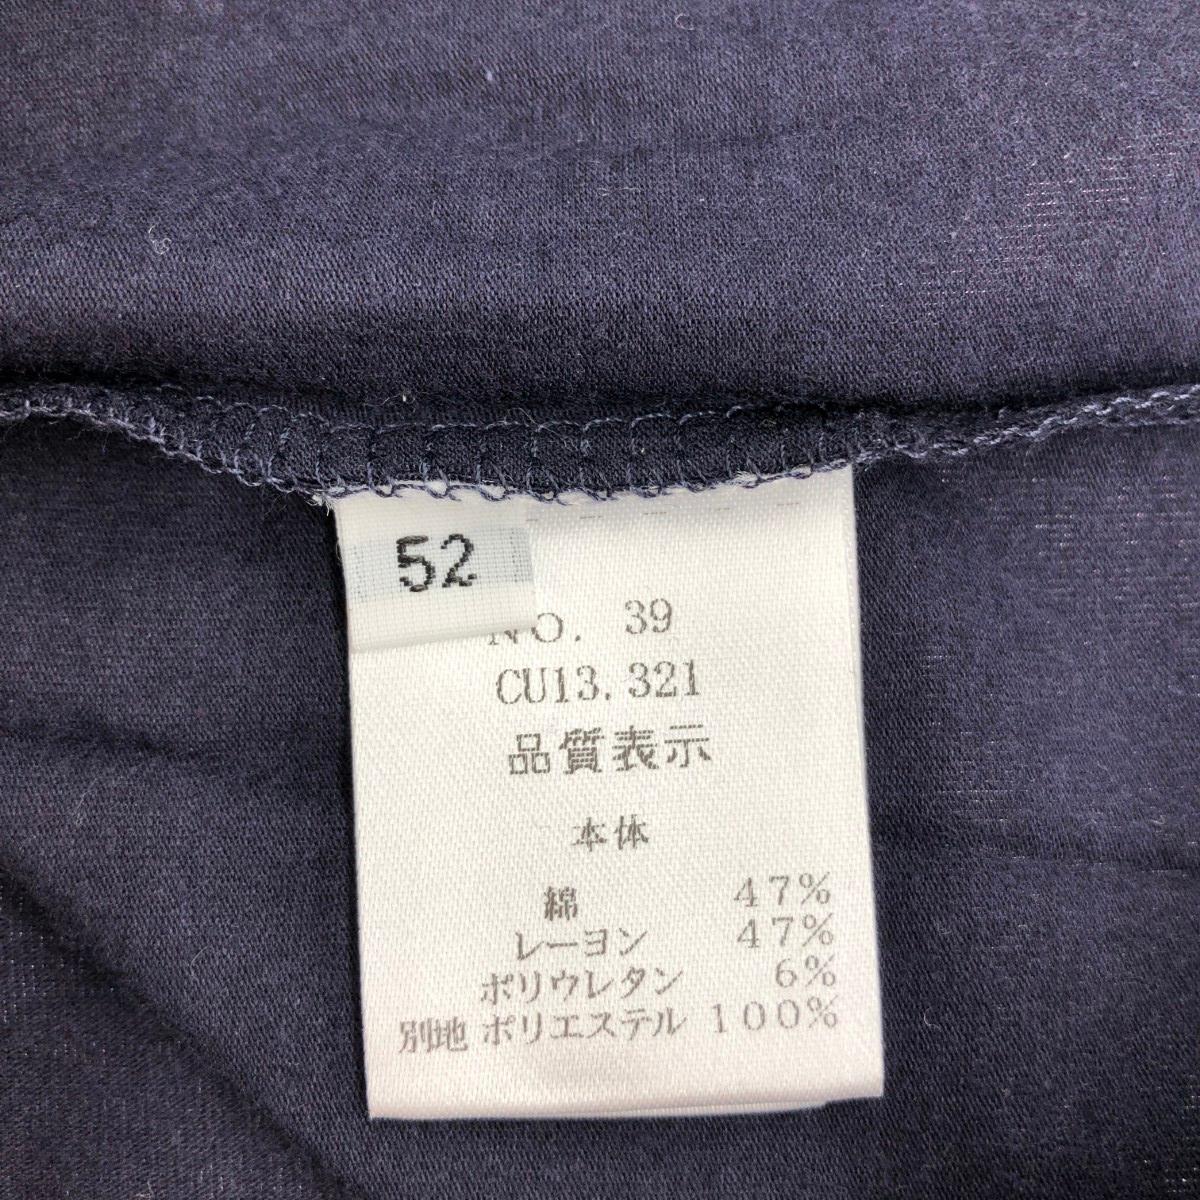 52
NO. 39
CU13.321
品質表示
本体
綿 47%
レーヨン 47%
ポリウレタン 6%
別地 ポリエステル 100%